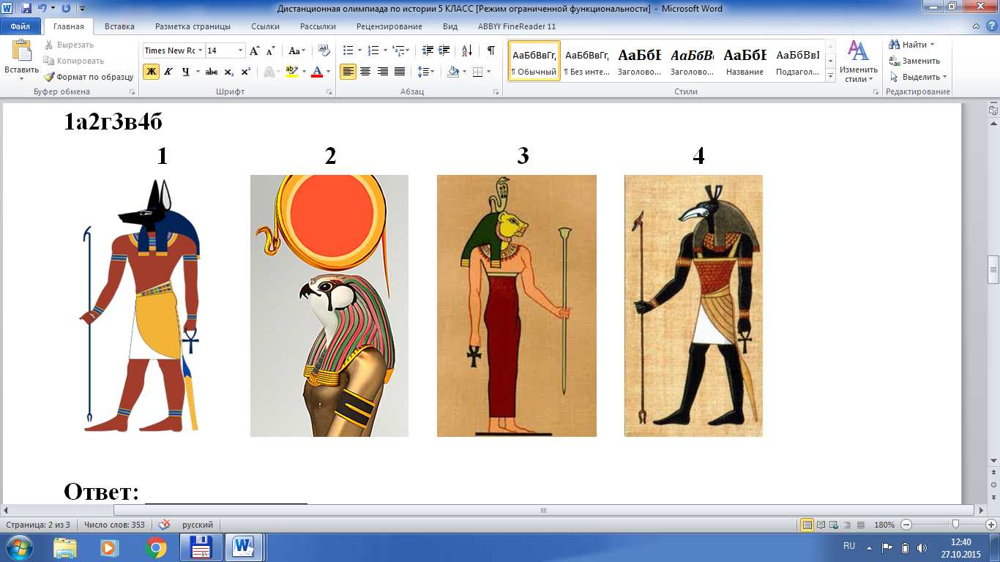 Дистанционная олимпиада по истории 5 КЛАСС [Режим ограниченной функциональности] - Microsoft Word
Файл Главная Вставка Разметка страницы Ссылки Рассылки Рецензирование Вид ABBYY FineReader 11
Вставить
Вырезать
Копировать
Формат по образцу
Буфер обмена
Times New Ro 14
Ж К Ч abc x₂ x²
Шрифт
Абзац
АаБбВвГг, АаБбВвГг, АаБбВ АаБбВв АаБбВ АаБбВвІ
¶ Обычный ¶ Без инте... Заголово... Заголово... Название Подзагол...
Стили
Изменить стили
Найти
Заменить
Выделить
Редактирование
1а2г3в4б
1 2 3 4
Ответ:
Страница: 2 из 3 Число слов: 353 русский 180%
RU 12:40
27.10.2015